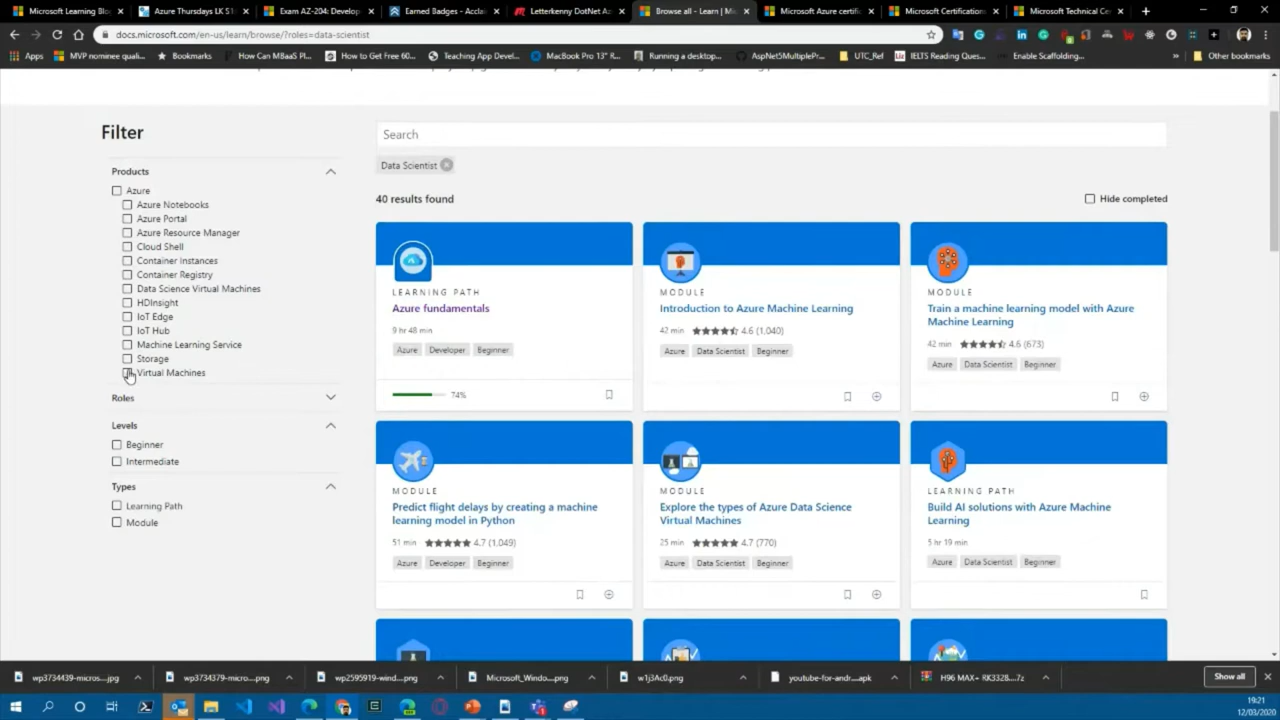 Microsoft Learning Blo
Azure Thursdays LK S1
Exam AZ-204: Develop
Earned Badges - Acclai
Letterkenny DotNet Az
Browse all - Learn | Mi
Microsoft Azure certifi
Microsoft Certification
Microsoft Technical Ce
docs.microsoft.com/en-us/learn/browse/?roles=data-scientist
Apps
MVP nominee quali...
Bookmarks
How Can MBaaS Pl...
How to Get Free 60...
Teaching App Devel...
MacBook Pro 13" R...
Running a desktop...
AspNet5MultiplePr...
UTC_Ref
IELTS Reading Ques...
Enable Scaffolding...
Other bookmarks
Filter
Products
Azure
Azure Notebooks
Azure Portal
Azure Resource Manager
Cloud Shell
Container Instances
Container Registry
Data Science Virtual Machines
HDInsight
IoT Edge
IoT Hub
Machine Learning Service
Storage
Virtual Machines
Roles
Levels
Beginner
Intermediate
Types
Learning Path
Module
Search
Data Scientist
40 results found
Hide completed
LEARNING PATH
Azure fundamentals
9 hr 48 min
Azure Developer Beginner
74%
MODULE
Introduction to Azure Machine Learning
42 min 4.6 (1,040)
Azure Data Scientist Beginner
MODULE
Train a machine learning model with Azure
Machine Learning
42 min 4.6 (673)
Azure Data Scientist Beginner
MODULE
Predict flight delays by creating a machine
learning model in Python
51 min 4.7 (1,049)
Azure Developer Beginner
MODULE
Explore the types of Azure Data Science
Virtual Machines
25 min 4.7 (770)
Azure Data Scientist Beginner
LEARNING PATH
Build AI solutions with Azure Machine
Learning
5 hr 19 min
Azure Data Scientist Beginner
wp3734439-micros....jpg
wp3734379-micro....png
wp2595919-wind....png
Microsoft_Windo....png
w1j3Ac0.png
youtube-for-andr....apk
H96 MAX+ RK3328....7z
Show all
19:21
12/03/2020